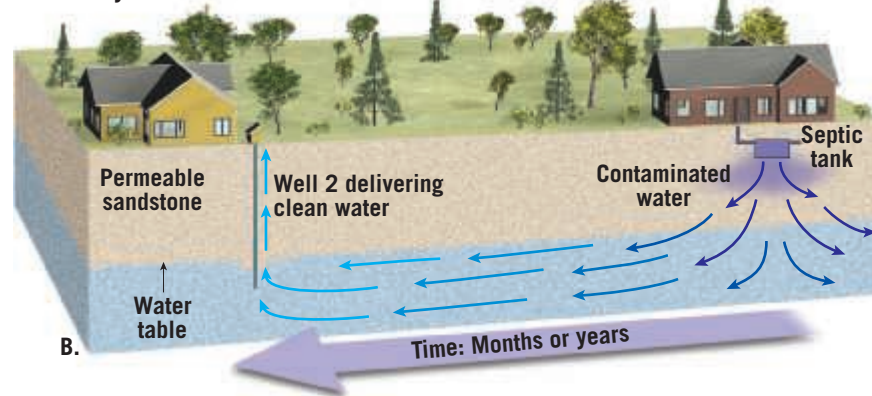 Septic
tank
Permeable
sandstone
Well 2 delivering
clean water
Contaminated
water
Water
table
B.
Time: Months or years